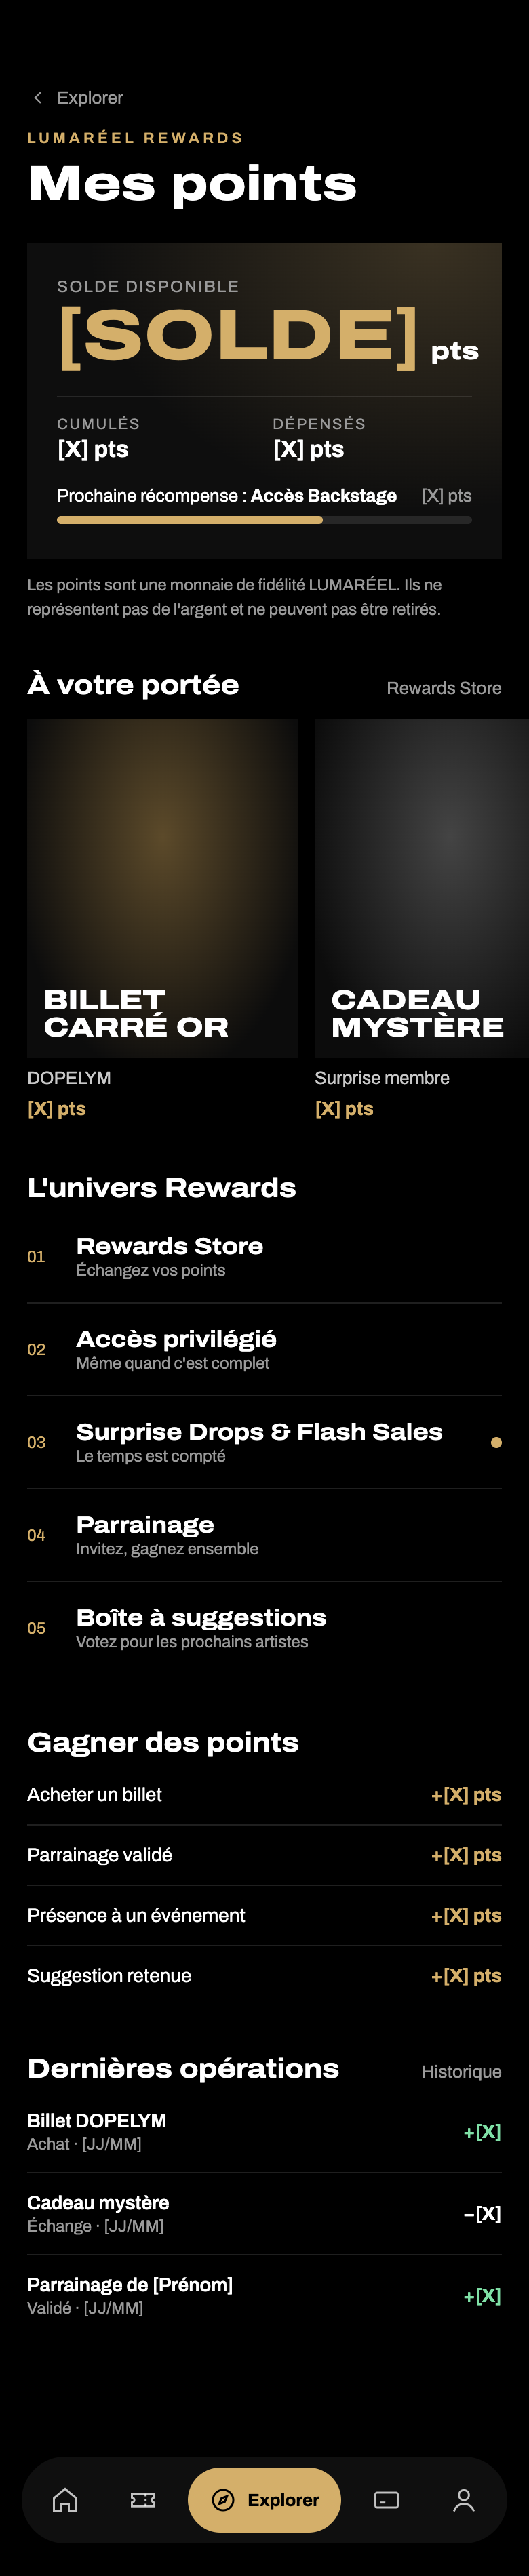 Explorer
LUMARÉEL REWARDS
Mes points
SOLDE DISPONIBLE
[SOLDE] pts
CUMULÉS DÉPENSÉS
[X] pts [X] pts
Prochaine récompense : Accès Backstage [X] pts
Les points sont une monnaie de fidélité LUMARÉEL. Ils ne
représentent pas de l'argent et ne peuvent pas être retirés.
À votre portée Rewards Store
BILLET
CARRÉ OR
DOPELYM
[X] pts
CADEAU
MYSTÈRE
Surprise membre
[X] pts
L'univers Rewards
01 Rewards Store
Échangez vos points
02 Accès privilégié
Même quand c'est complet
03 Surprise Drops & Flash Sales
Le temps est compté
04 Parrainage
Invitez, gagnez ensemble
05 Boîte à suggestions
Votez pour les prochains artistes
Gagner des points
Acheter un billet +[X] pts
Parrainage validé +[X] pts
Présence à un événement +[X] pts
Suggestion retenue +[X] pts
Dernières opérations Historique
Billet DOPELYM +[X]
Achat · [JJ/MM]
Cadeau mystère −[X]
Échange · [JJ/MM]
Parrainage de [Prénom] +[X]
Validé · [JJ/MM]
Explorer